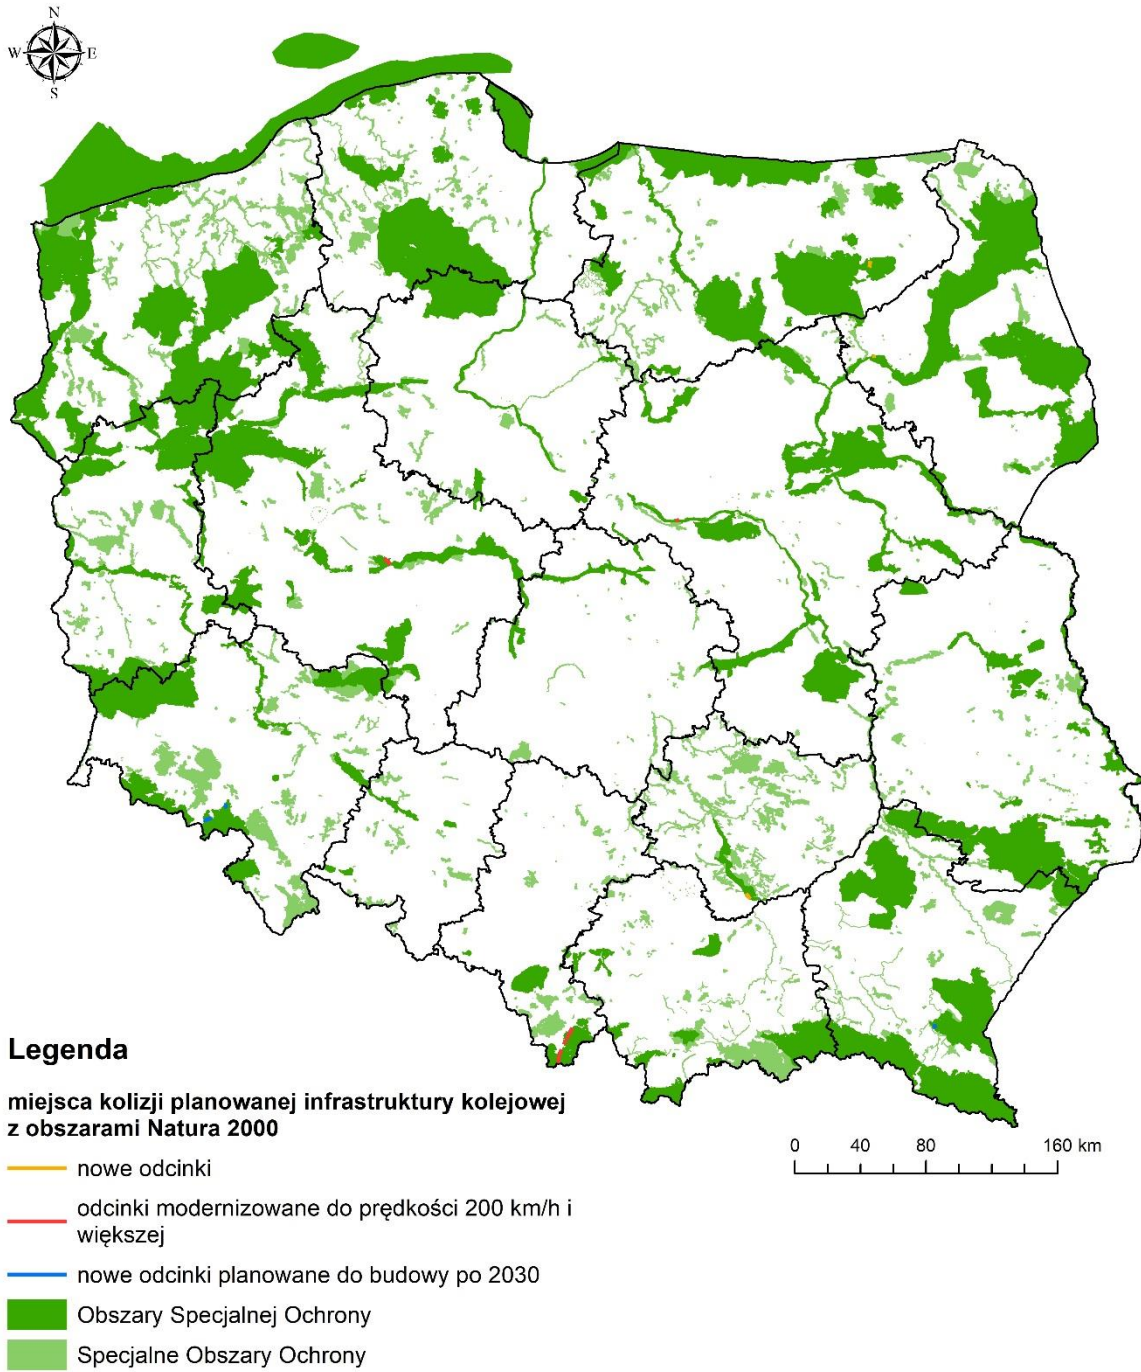 N
W E
S
Legenda
miejsca kolizji planowanej infrastruktury kolejowej
z obszarami Natura 2000
nowe odcinki
odcinki modernizowane do prędkości 200 km/h i
większej
nowe odcinki planowane do budowy po 2030
Obszary Specjalnej Ochrony
Specjalne Obszary Ochrony
0 40 80 160 km